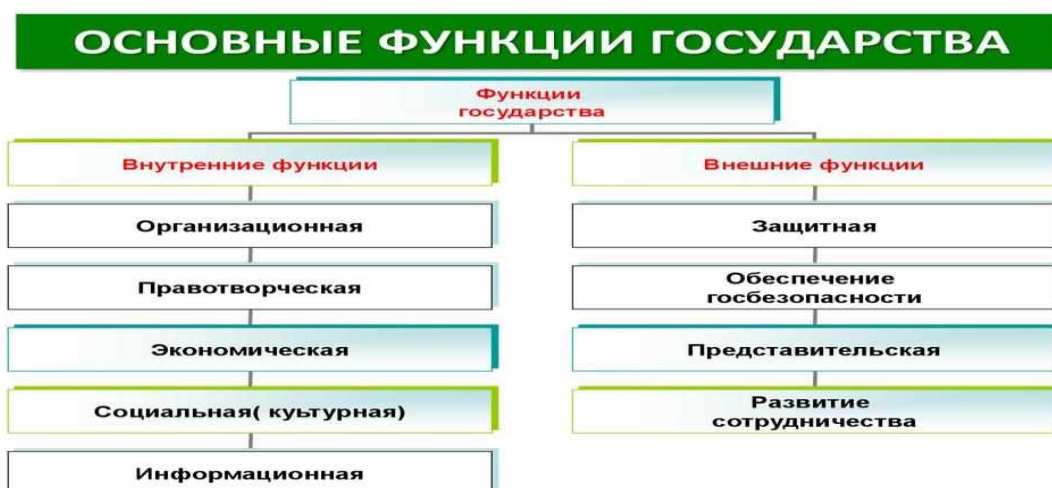 ОСНОВНЫЕ ФУНКЦИИ ГОСУДАРСТВА
Функции
государства
Внутренние функции
Организационная
Правотворческая
Экономическая
Социальная( куьтурная)
Информационная
Внешние функции
Защитная
Обеспечение
госбезопасности
Представительская
Развитие
сотрудничества